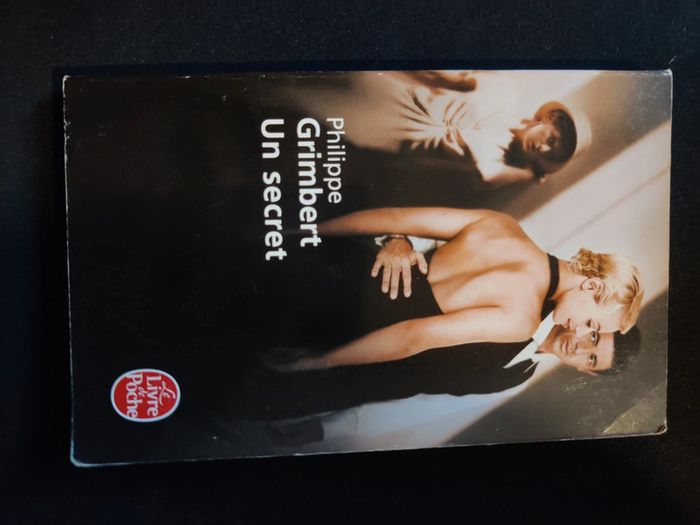 Philippe
Grimbert
Un secret
Le
Livre
de
Poche